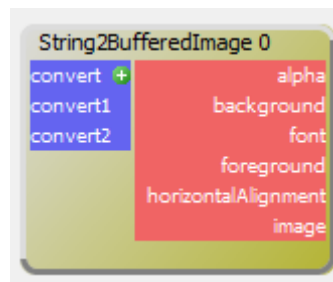 String2BufferedImage 0
convert alpha
convert1 background
convert2 font
foreground
horizontalAlignment
image